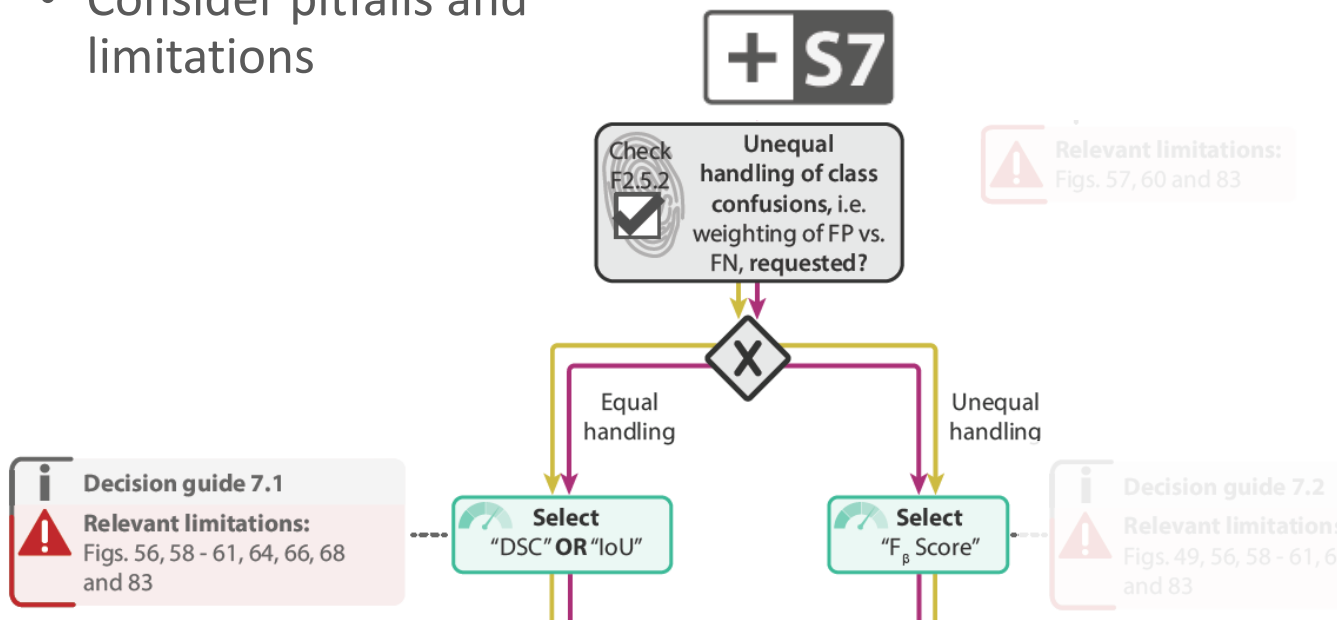 • Consider pitfalls and
limitations
+ S7
Check
F2.5.2
Unequal
handling of class
confusions, i.e.
weighting of FP vs.
FN, requested?
Relevant limitations:
Figs. 57, 60 and 83
X
Equal
handling
Unequal
handling
i
Decision guide 7.1
Relevant limitations:
Figs. 56, 58 - 61, 64, 66, 68
and 83
Select
"DSC" OR "IoU"
Select
"Fβ Score"
i
Decision guide 7.2
Relevant limitations
Figs. 49, 56, 58 - 61, 6
and 83